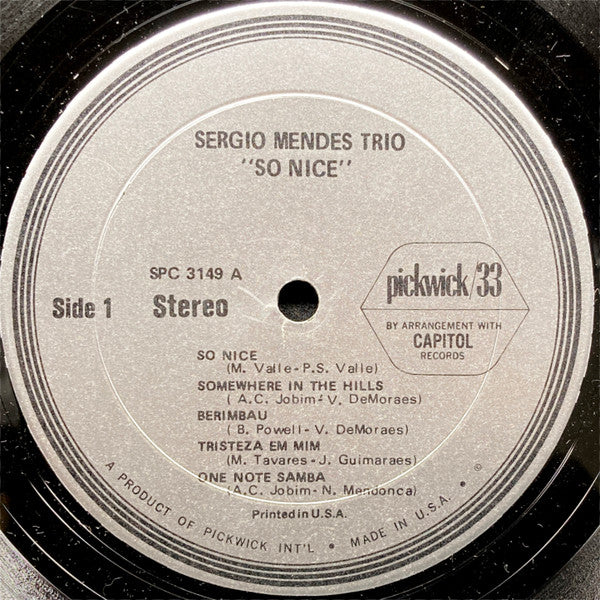 SERGIO MENDES TRIO
"SO NICE"
SPC 3149 A
Side 1 Stereo
pickwick/33
BY ARRANGEMENT WITH
CAPITOL
RECORDS
SO NICE
(M. Valle-P.S. Valle)
SOMEWHERE IN THE HILLS
( A.C. Jobim-V. DeMoraes)
BERIMBAU
( B. Powell-V. DeMoraes)
TRISTEZA EM MIM
(M. Tavares-J. Guimaraes)
ONE NOTE SAMBA
(A.C. Jobim-N. Mendonca)
Printed in U.S.A.
A PRODUCT OF PICKWICK INT'L • MADE IN U.S.A. • ®